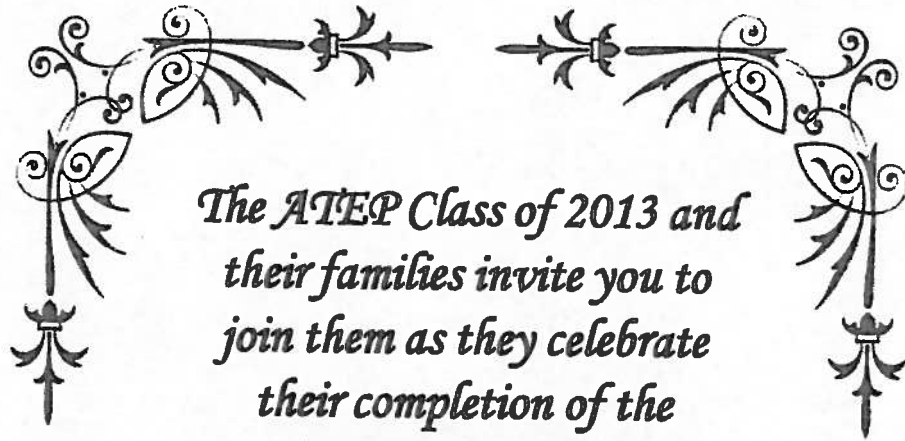 The ATEP Class of 2013 and
their families invite you to
join them as they celebrate
their completion of the